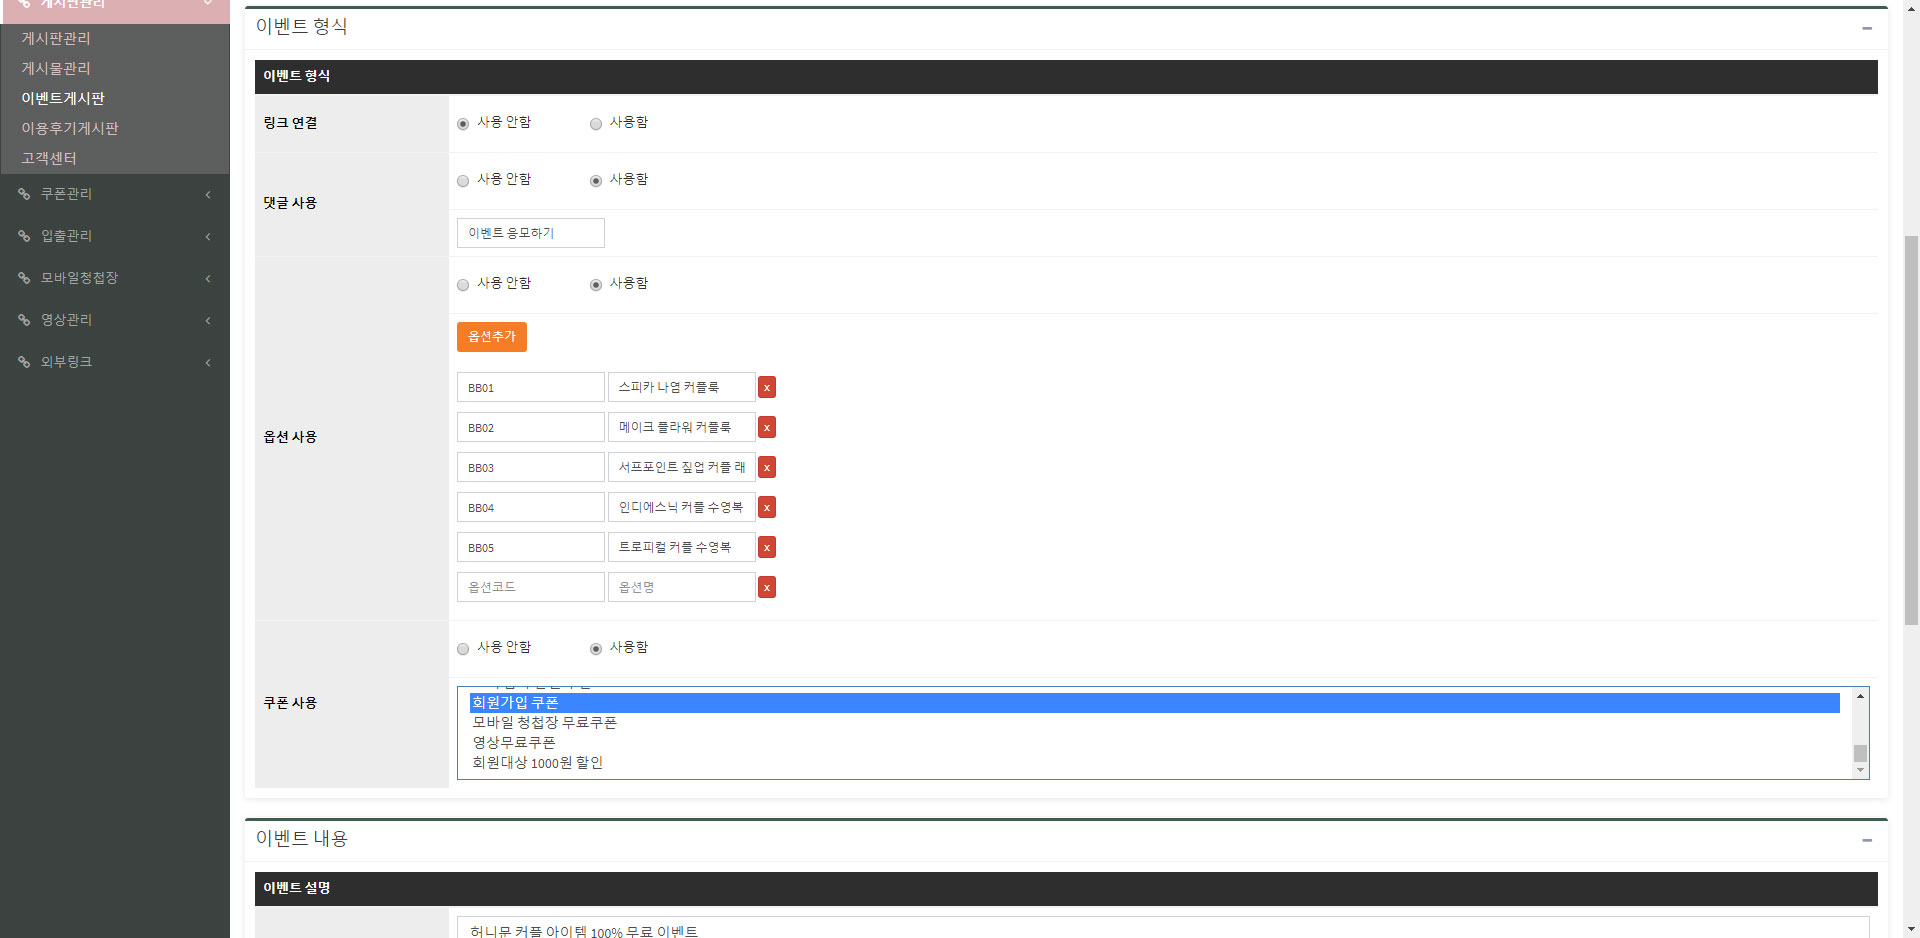 게시판관리
게시판관리
게시물관리
이벤트게시판
이용후기게시판
고객센터
쿠폰관리
입출관리
모바일청첩장
영상관리
외부링크
이벤트 형식
이벤트 형식
링크 연결
사용 안함 사용함
댓글 사용
사용 안함 사용함
이벤트 응모하기
옵션 사용
사용 안함 사용함
옵션추가
BB01 스피카 나염 커플룩 x
BB02 메이크 플라워 커플룩 x
BB03 서프포인트 짚업 커플 래 x
BB04 인디에스닉 커플 수영복 x
BB05 트로피컬 커플 수영복 x
옵션코드 옵션명 x
쿠폰 사용
사용 안함 사용함
회원가입 쿠폰
모바일 청첩장 무료쿠폰
영상무료쿠폰
회원대상 1000원 할인
이벤트 내용
이벤트 설명
허니문 커플 아이템 100% 무료 이벤트